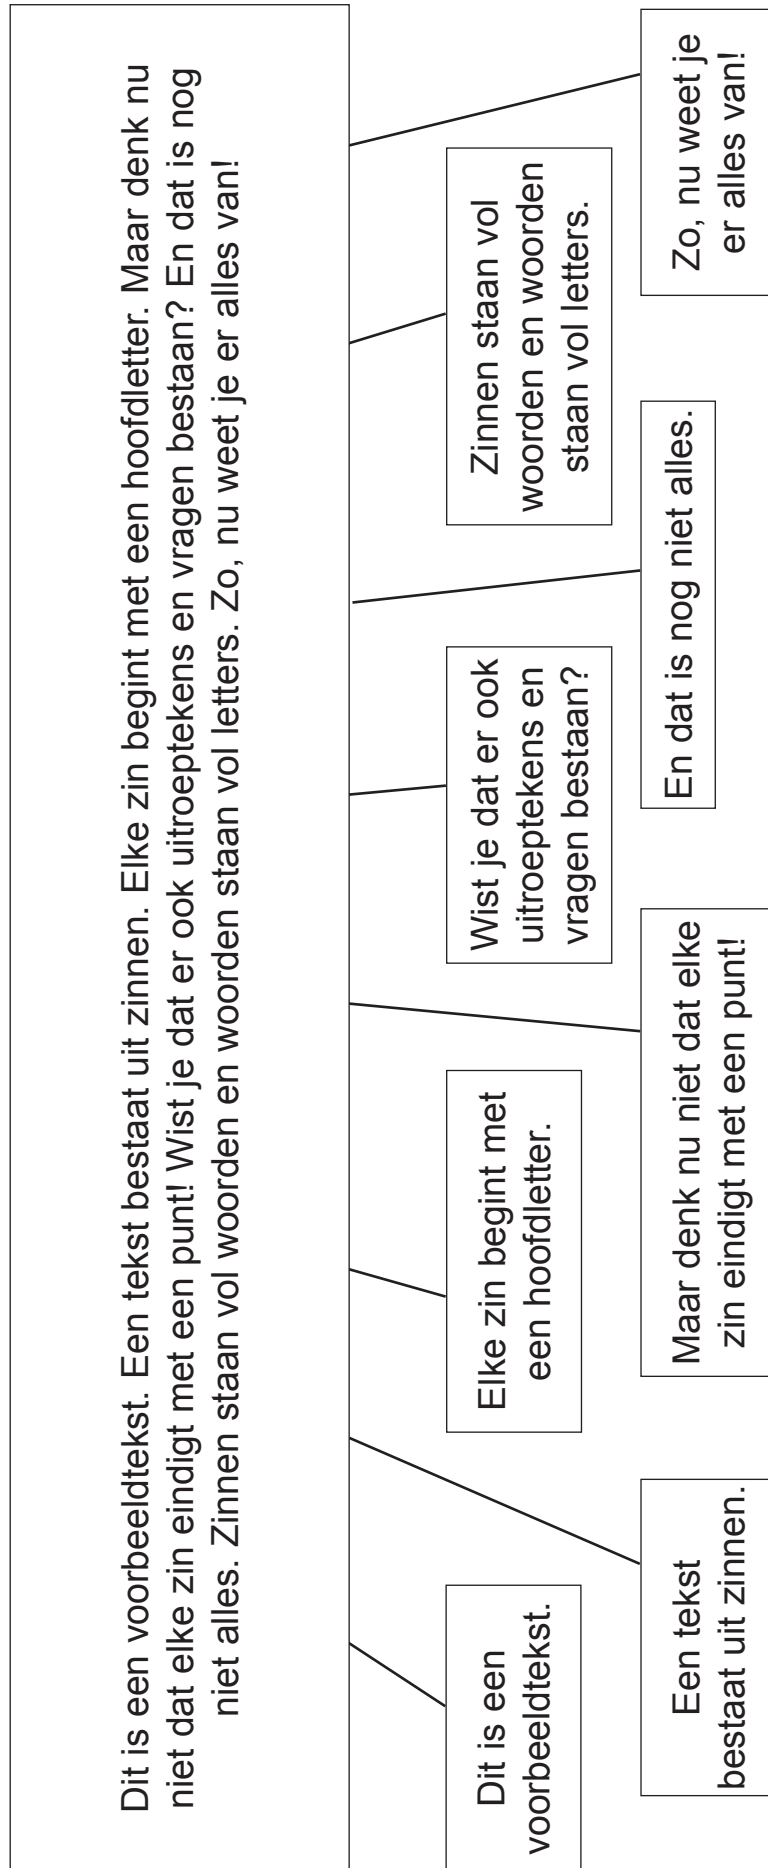 Dit is een voorbeeldtekst. Een tekst bestaat uit zinnen. Elke zin begint met een hoofdletter. Maar denk nu
niet dat elke zin eindigt met een punt! Wist je dat er ook uitroeptekens en vragen bestaan? En dat is nog
niet alles. Zinnen staan vol woorden en woorden staan vol letters. Zo, nu weet je er alles van!
Dit is een
voorbeeldtekst.
Een tekst
bestaat uit zinnen.
Elke zin begint met
een hoofdletter.
Maar denk nu niet dat elke
zin eindigt met een punt!
Wist je dat er ook
uitroeptekens en
vragen bestaan?
En dat is nog niet alles.
Zinnen staan vol
woorden en woorden
staan vol letters.
Zo, nu weet je
er alles van!